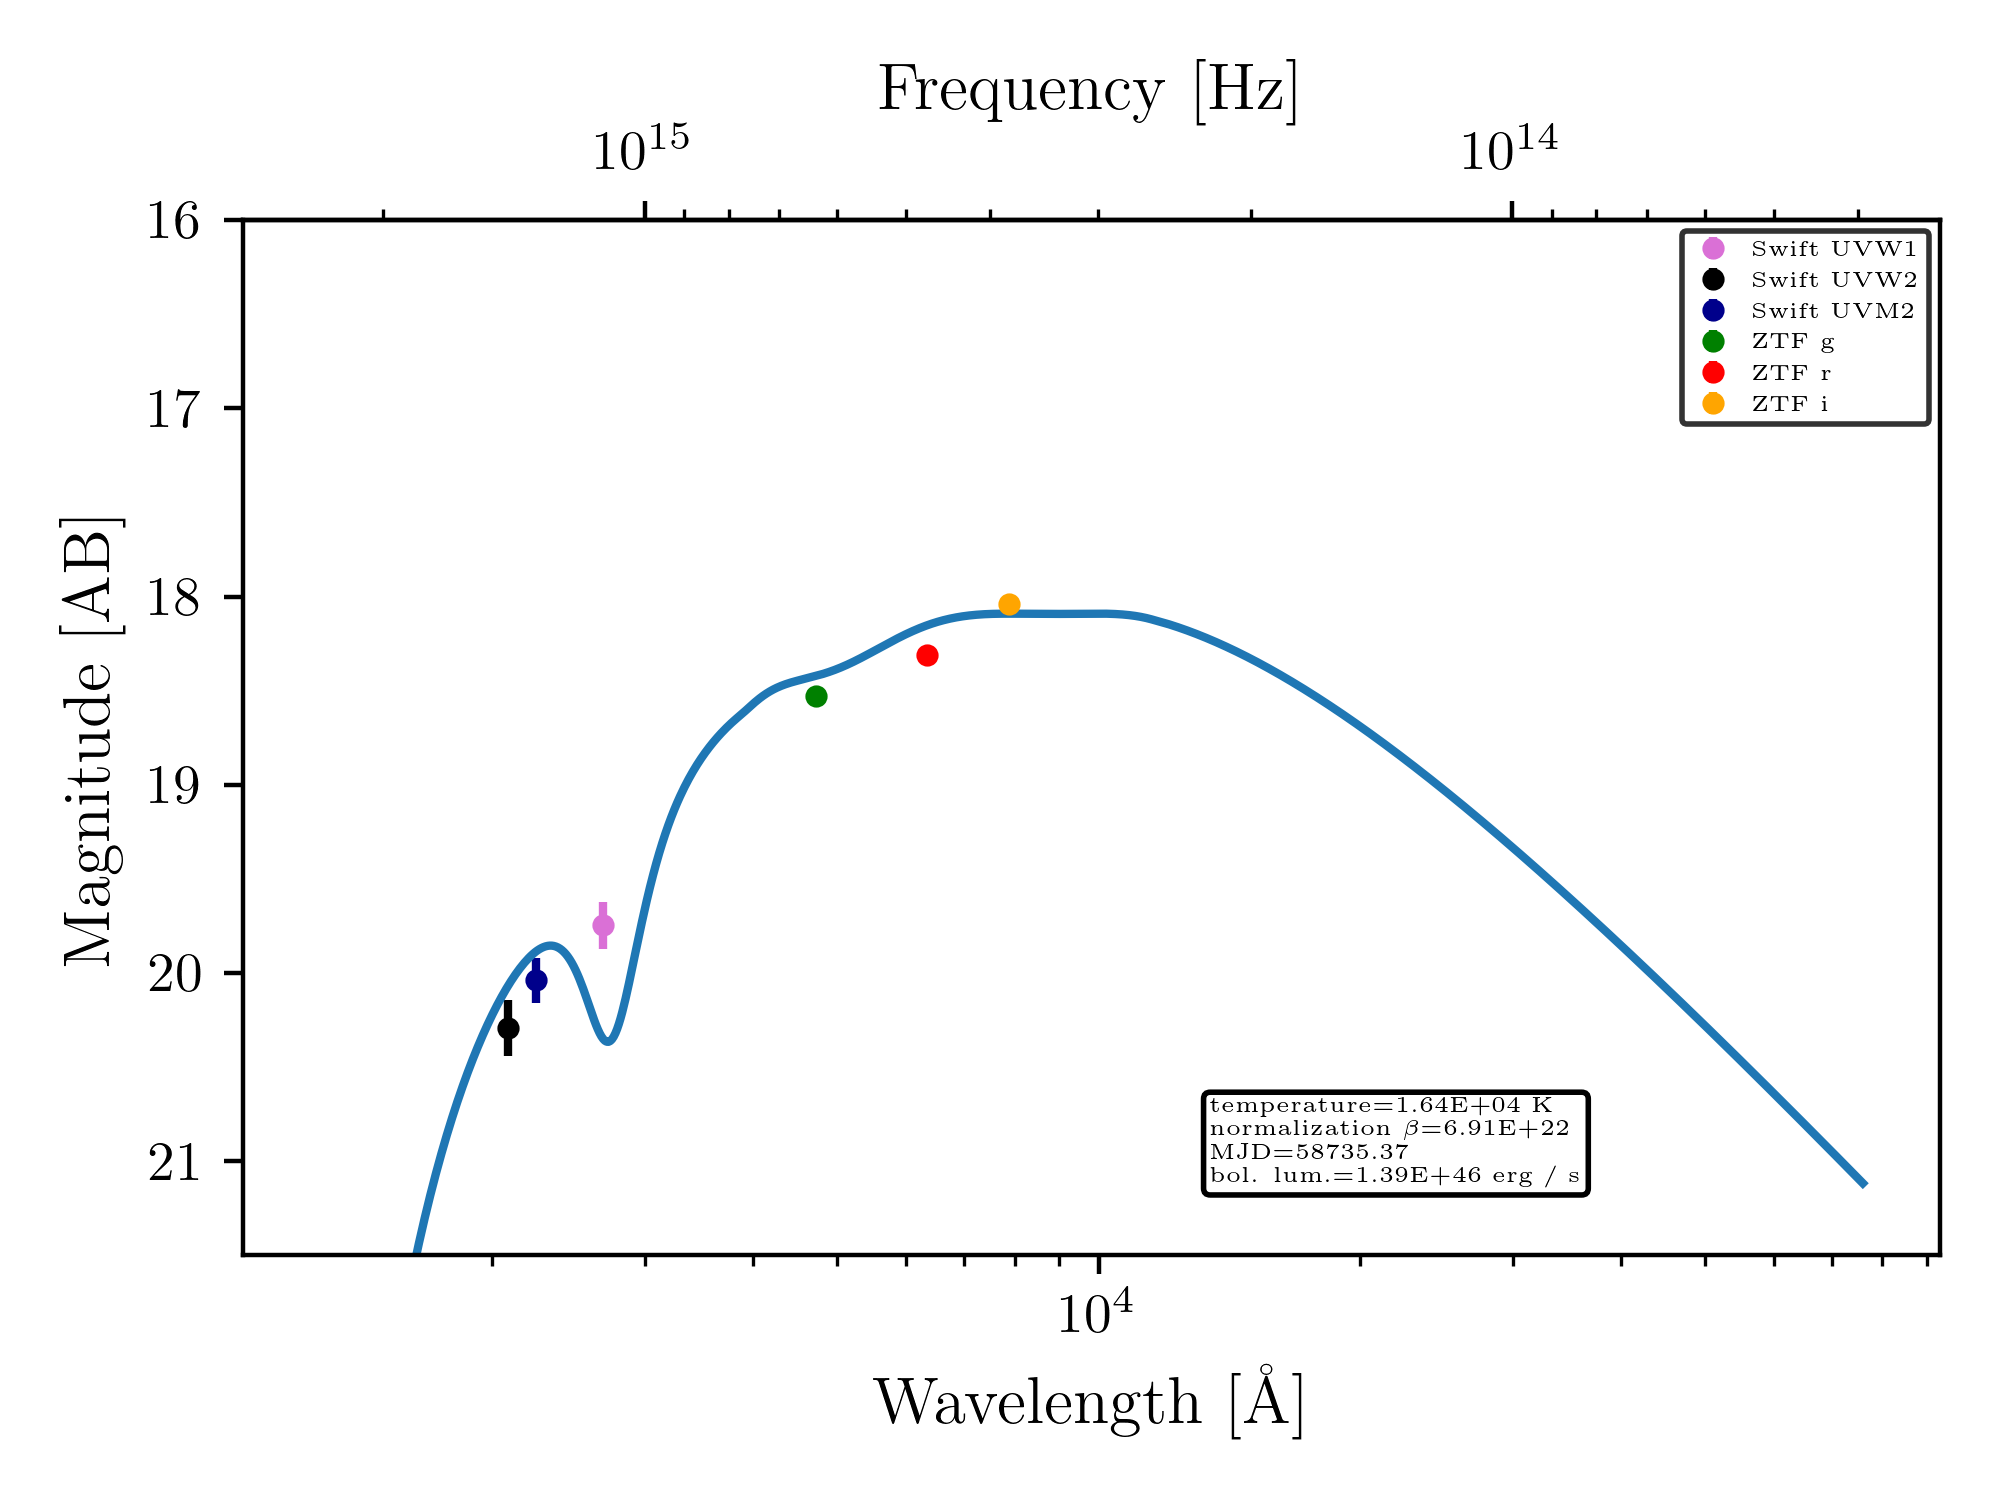 Frequency [Hz]
10^15 10^14
16
17
18
19
20
21
Magnitude [AB]
Swift UVW1
Swift UVW2
Swift UVM2
ZTF g
ZTF r
ZTF i
temperature=1.64E+04 K
normalization β=6.91E+22
MJD=58735.37
bol. lum.=1.39E+46 erg / s
10^4
Wavelength [Å]